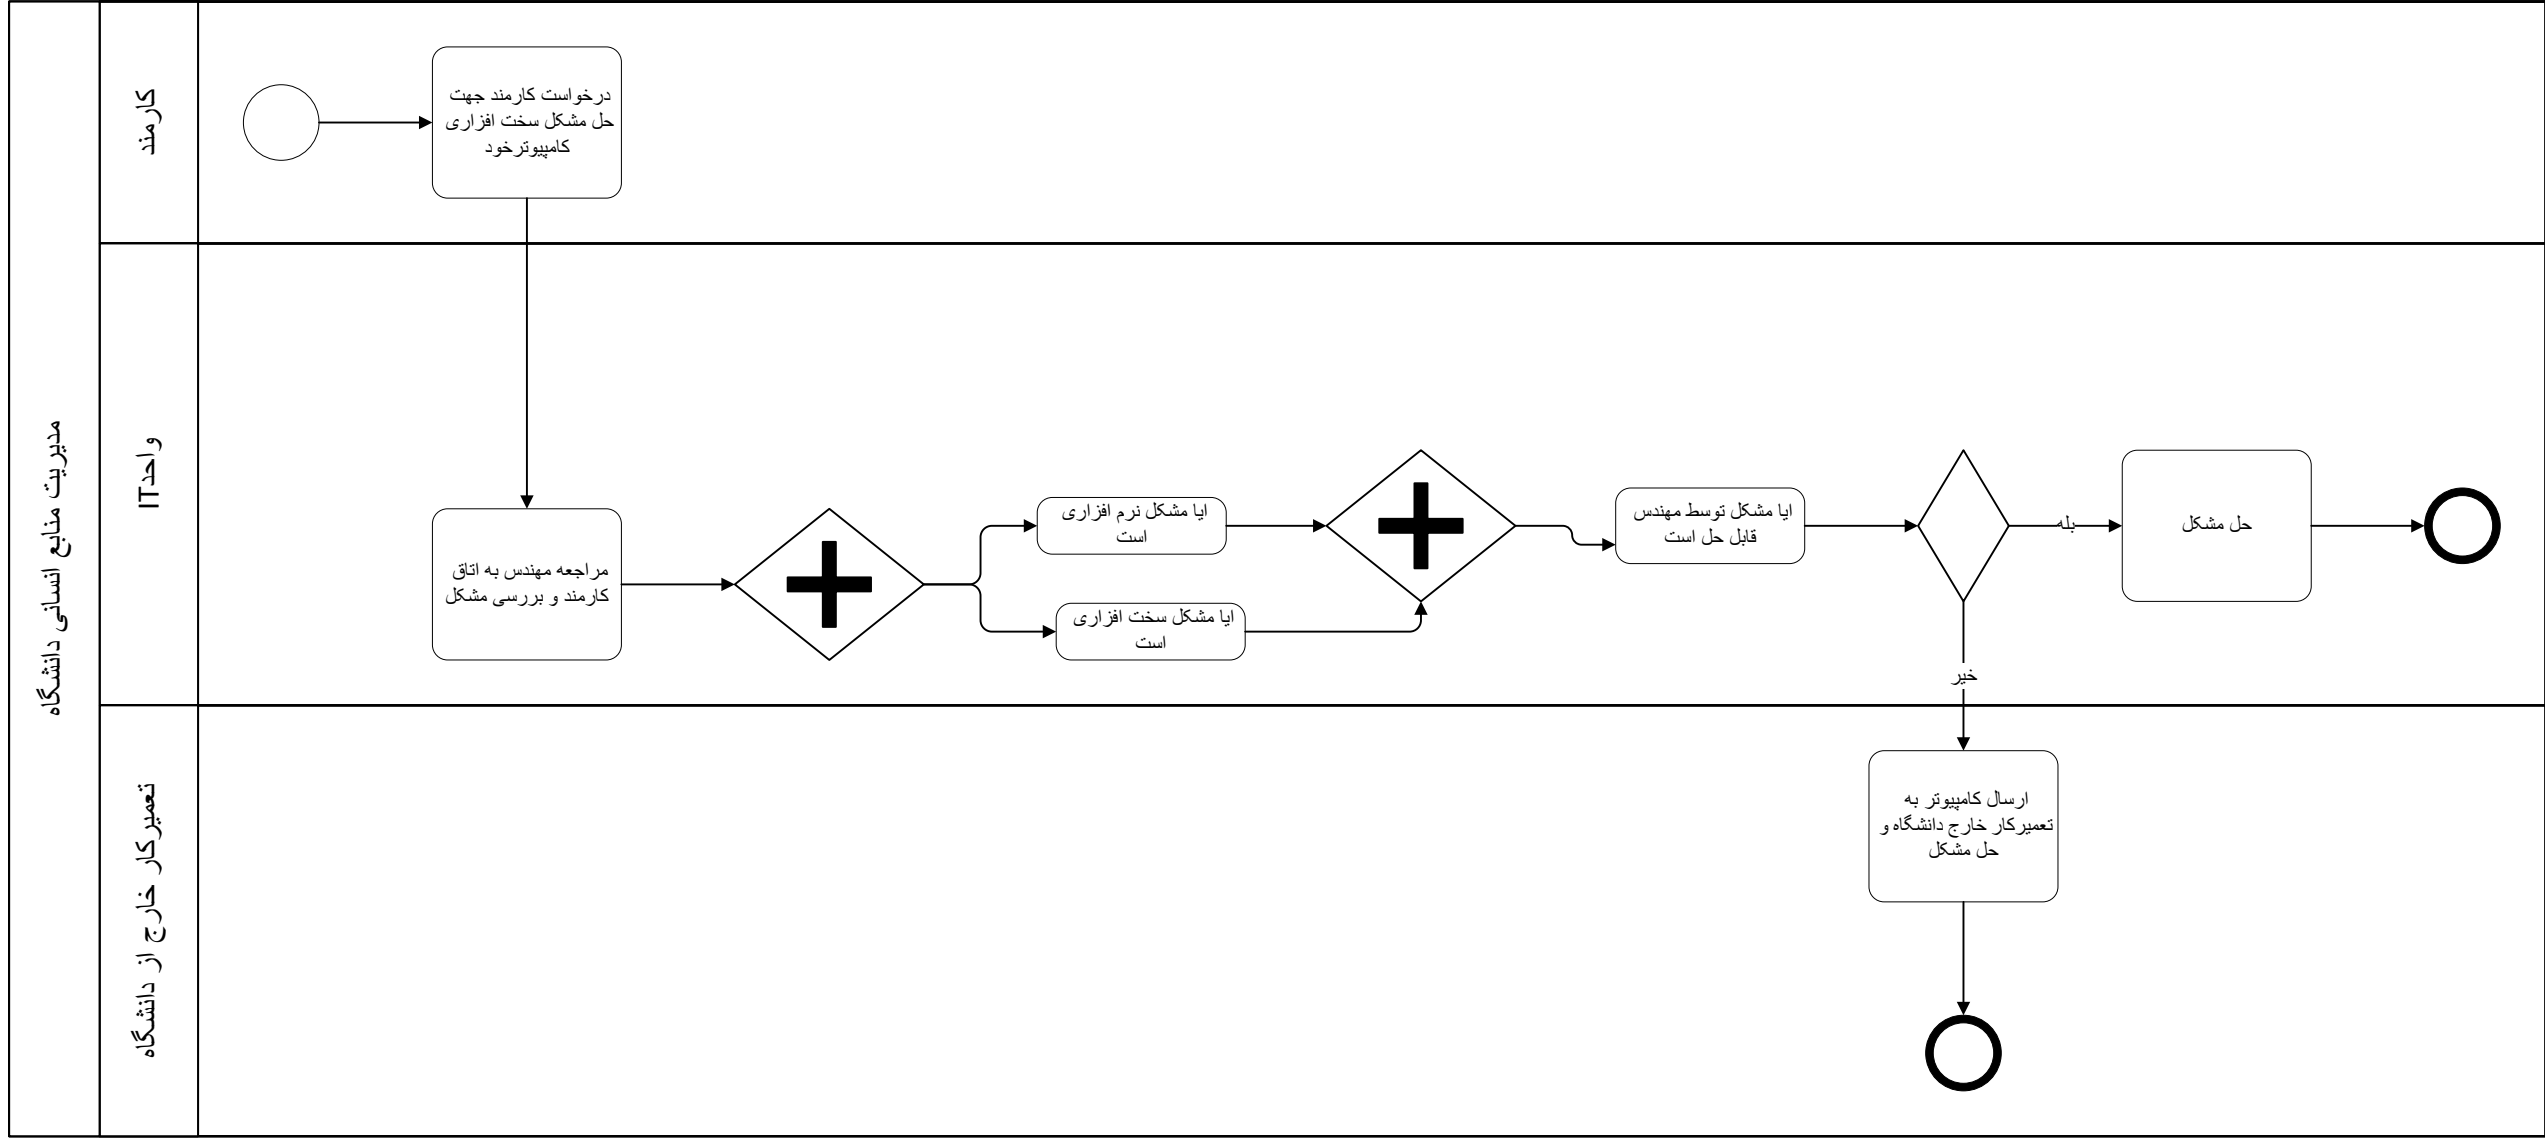 مدیریت منابع انسانی دانشگاه
کارمند
درخواست کارمند جهت
حل مشکل سخت افزاری
کامپیوترخود
واحدIT
مراجعه مهندس به اتاق
کارمند و بررسی مشکل
ایا مشکل نرم افزاری
است
ایا مشکل سخت افزاری
است
ایا مشکل توسط مهندس
قابل حل است
بله
حل مشکل
خیر
تعمیرکار خارج از دانشگاه
ارسال کامپیوتر به
تعمیرکار خارج دانشگاه و
حل مشکل